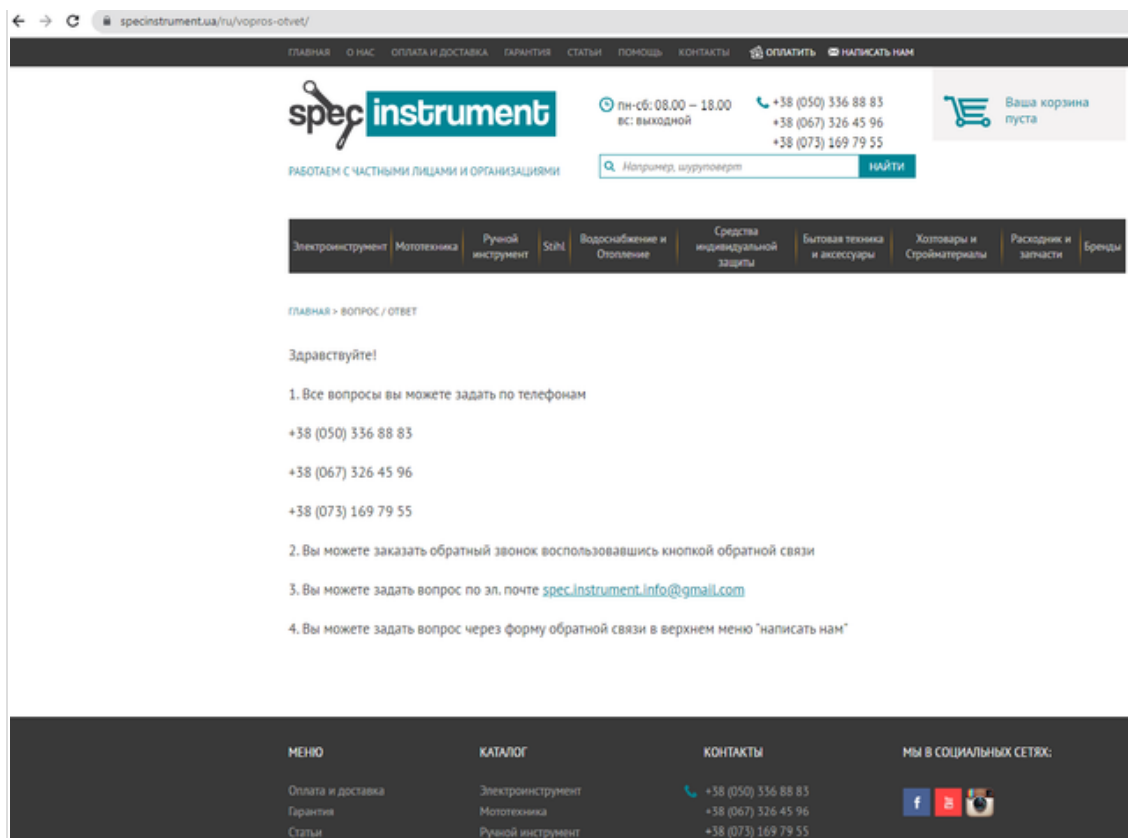 specinstrument.ua/ru/vopros-otvet/
ГЛАВНАЯ О НАС ОПЛАТА И ДОСТАВКА ГАРАНТИЯ СТАТЬИ ПОМОЩЬ КОНТАКТЫ ОПЛАТИТЬ НАПИСАТЬ НАМ
spec instrument
РАБОТАЕМ С ЧАСТНЫМИ ЛИЦАМИ И ОРГАНИЗАЦИЯМИ
пн-сб: 08.00 — 18.00
вс: выходной
+38 (050) 336 88 83
+38 (067) 326 45 96
+38 (073) 169 79 55
Например, шуруповерт НАЙТИ
Ваша корзина
пуста
Электроинструмент
Мототехника
Ручной
инструмент
Stihl
Водоснабжение и
Отопление
Средства
индивидуальной
защиты
Бытовая техника
и аксессуары
Хозтовары и
Стройматериалы
Расходник и
запчасти
Бренды
ГЛАВНАЯ > ВОПРОС / ОТВЕТ
Здравствуйте!
1. Все вопросы вы можете задать по телефонам
+38 (050) 336 88 83
+38 (067) 326 45 96
+38 (073) 169 79 55
2. Вы можете заказать обратный звонок воспользовавшись кнопкой обратной связи
3. Вы можете задать вопрос по эл. почте spec.instrument.info@gmail.com
4. Вы можете задать вопрос через форму обратной связи в верхнем меню "написать нам"
МЕНЮ
Оплата и доставка
Гарантия
Статьи
КАТАЛОГ
Электроинструмент
Мототехника
Ручной инструмент
КОНТАКТЫ
+38 (050) 336 88 83
+38 (067) 326 45 96
+38 (073) 169 79 55
МЫ В СОЦИАЛЬНЫХ СЕТЯХ: